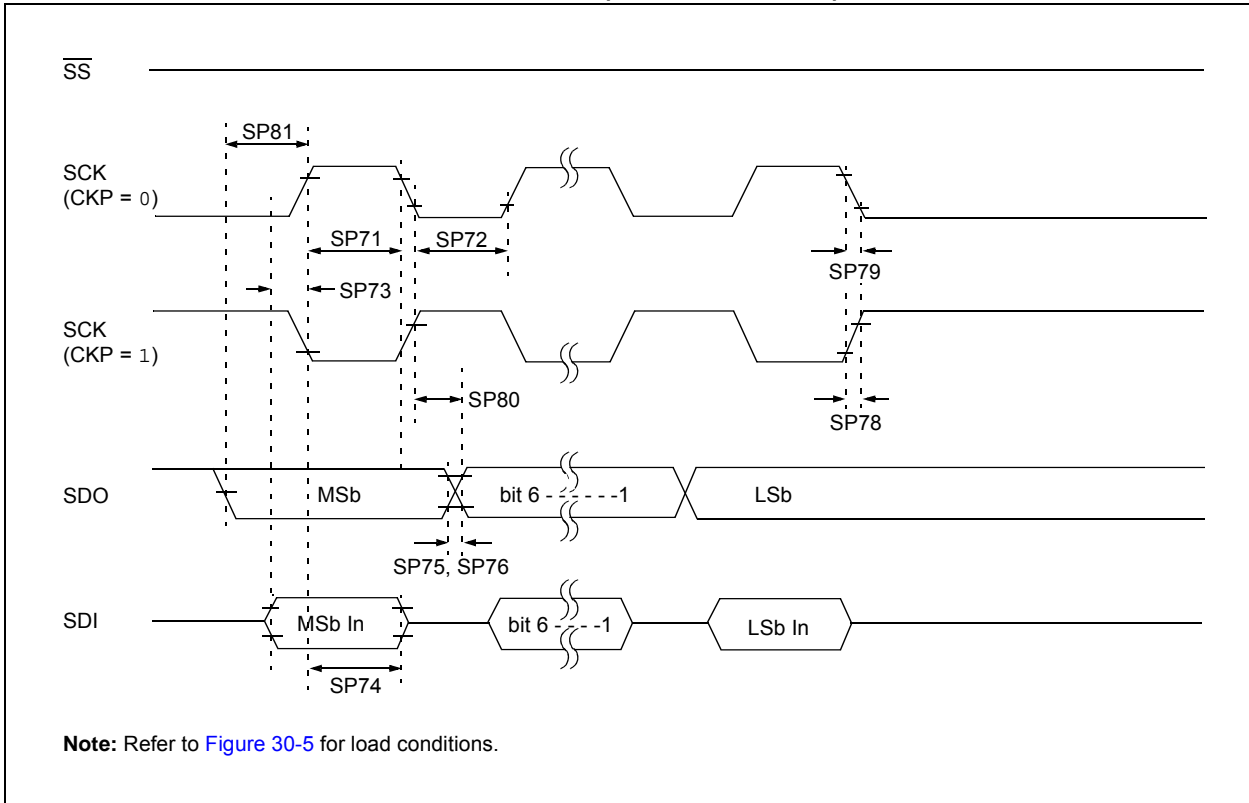 SS
SP81
SCK
(CKP = 0)
SP71
SP72
SP79
SP73
SCK
(CKP = 1)
SP80
SP78
SDO
MSb
bit 6 - - - - - -1
LSb
SP75, SP76
SDI
MSb In
bit 6 - - - -1
LSb In
SP74
Note: Refer to Figure 30-5 for load conditions.